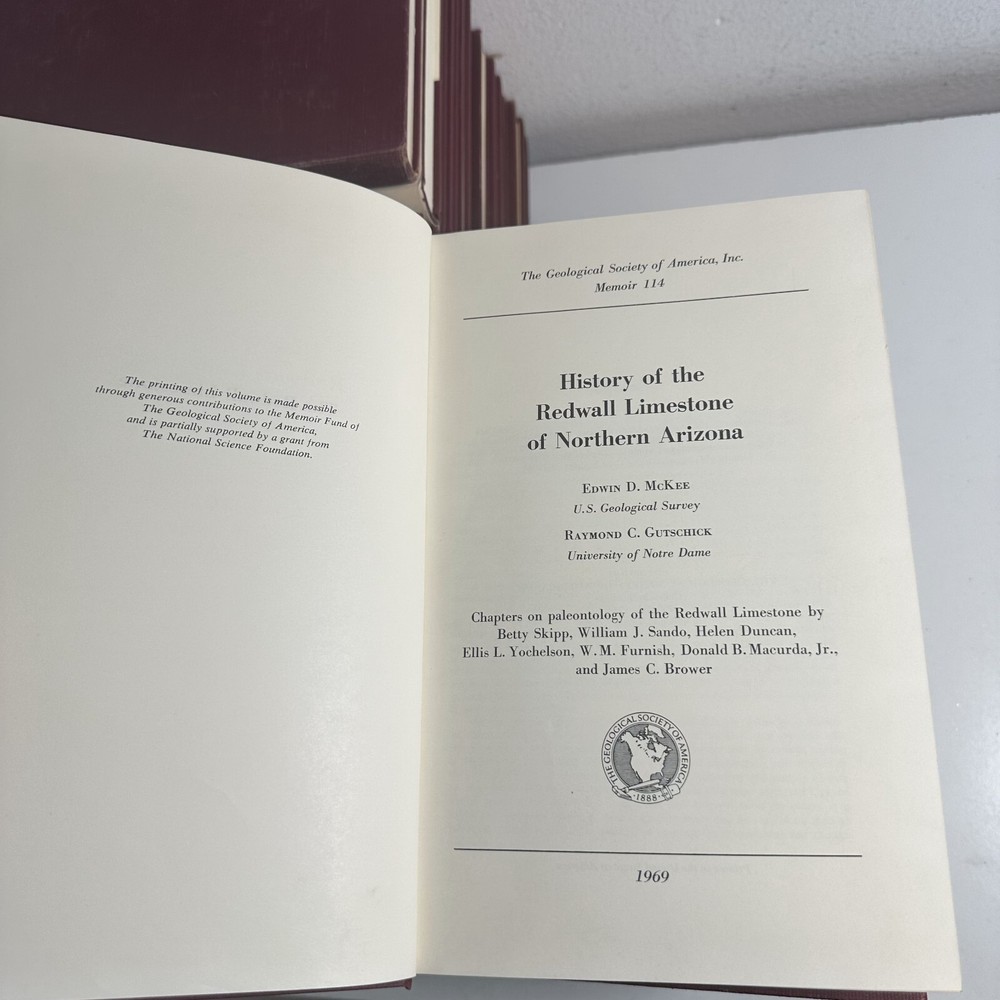 The printing of this volume is made possible
through generous contributions to the Memoir Fund of
The Geological Society of America,
and is partially supported by a grant from
The National Science Foundation.
The Geological Society of America, Inc.
Memoir 114
History of the
Redwall Limestone
of Northern Arizona
Edwin D. McKee
U.S. Geological Survey
Raymond C. Gutschick
University of Notre Dame
Chapters on paleontology of the Redwall Limestone by
Betty Skipp, William J. Sando, Helen Duncan,
Ellis L. Yochelson, W. M. Furnish, Donald B. Macurda, Jr.,
and James C. Brower
THE GEOLOGICAL SOCIETY OF AMERICA
·1888·
1969